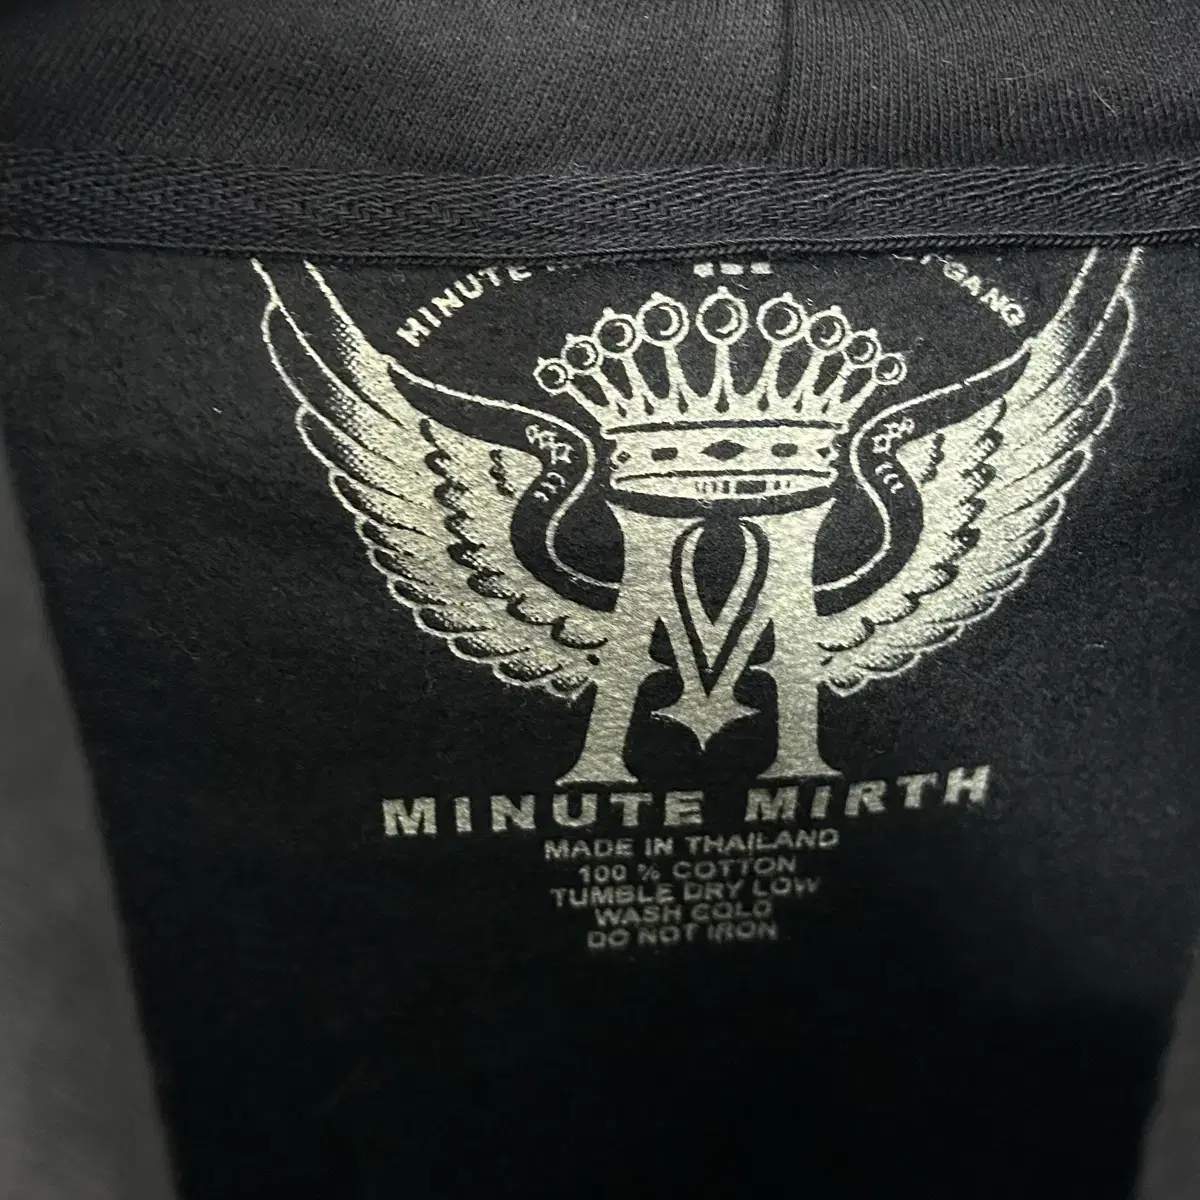 MINUTE
GANG
MINUTE MIRTH
MADE IN THAILAND
100 % COTTON
TUMBLE DRY LOW
WASH COLD
DO NOT IRON